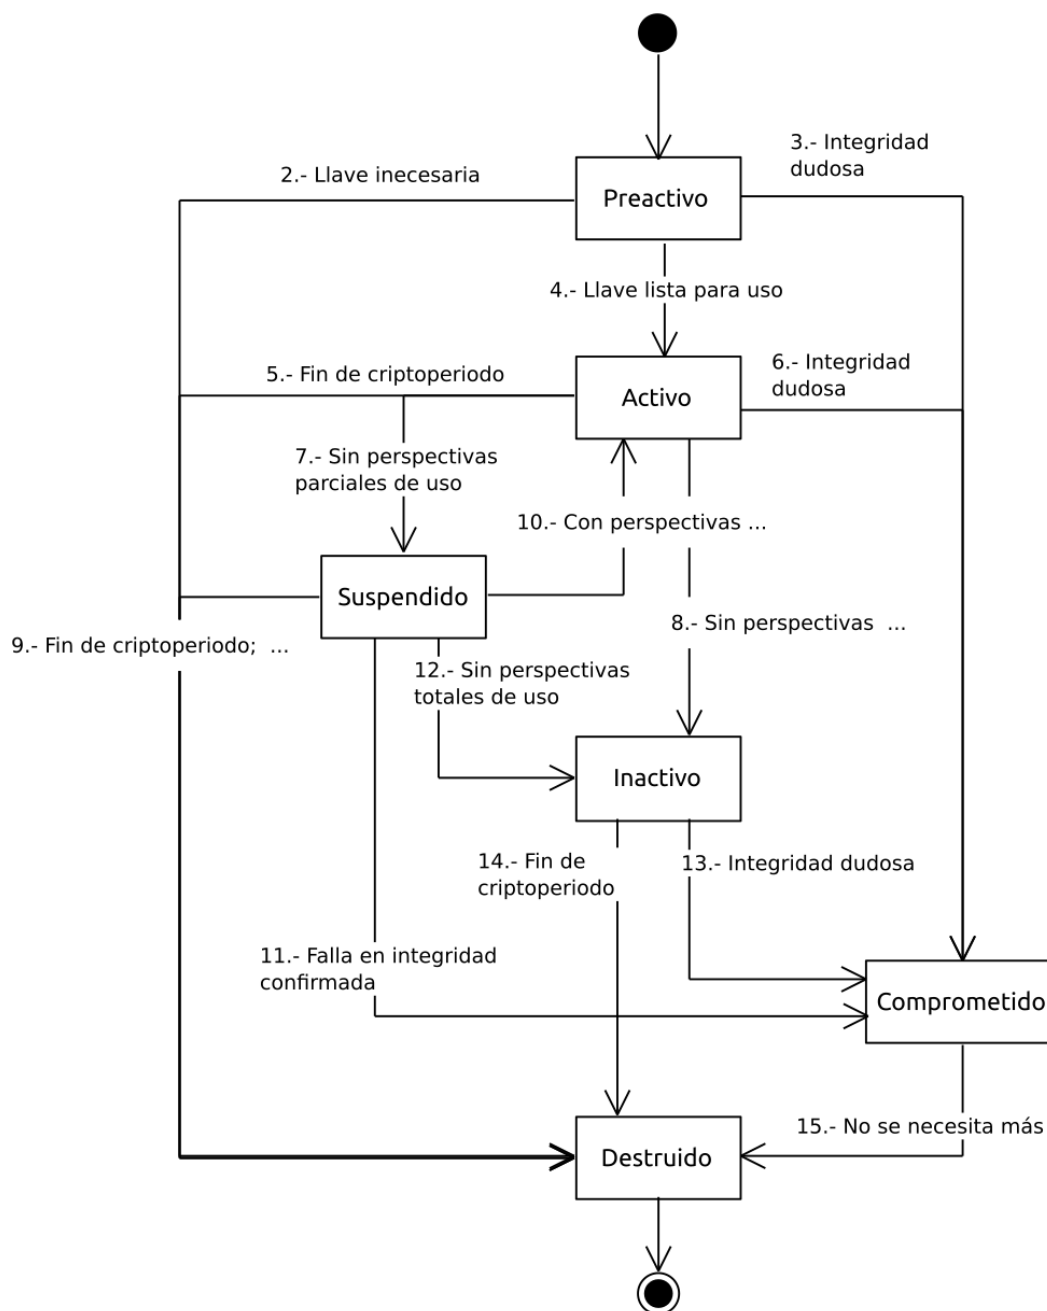 3.- Integridad
dudosa
2.- Llave inecesaria
Preactivo
4.- Llave lista para uso
6.- Integridad
dudosa
5.- Fin de criptoperiodo
Activo
7.- Sin perspectivas
parciales de uso
10.- Con perspectivas ...
Suspendido
8.- Sin perspectivas ...
9.- Fin de criptoperiodo; ...
12.- Sin perspectivas
totales de uso
Inactivo
14.- Fin de
criptoperiodo
13.- Integridad dudosa
11.- Falla en integridad
confirmada
Comprometido
15.- No se necesita más
Destruido